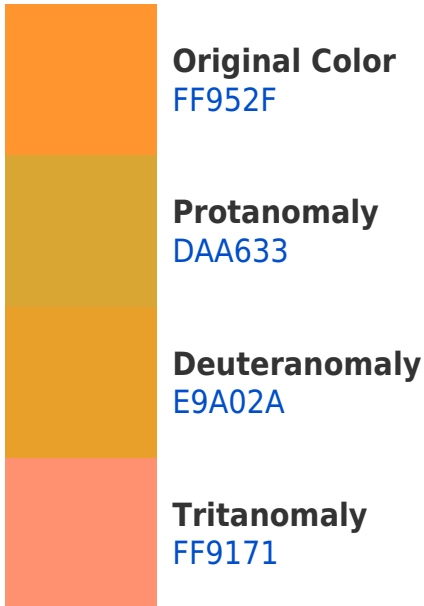 Original Color
FF952F
Protanomaly
DAA633
Deuteranomaly
E9A02A
Tritanomaly
FF9171